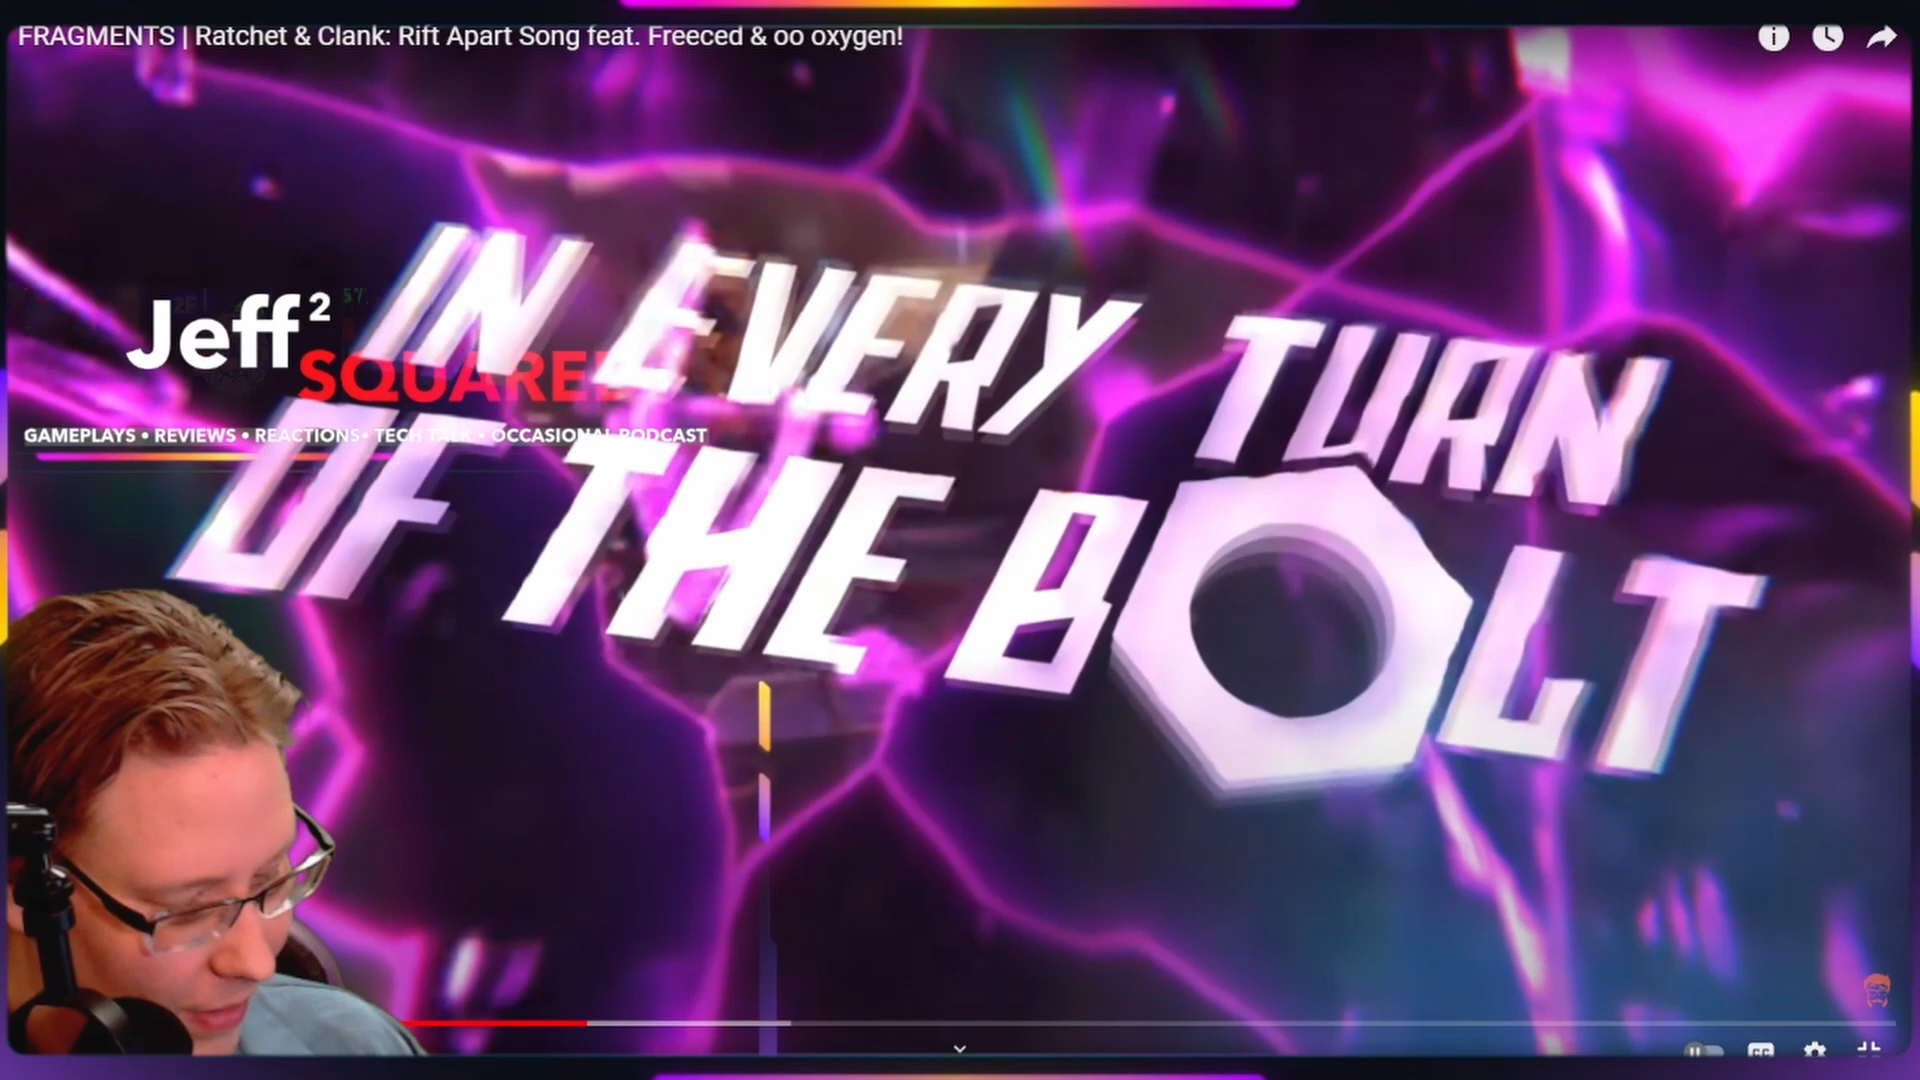 FRAGMENTS | Ratchet & Clank: Rift Apart Song feat. Freeced & oo oxygen!
IN EVERY TURN
Jeff²
SQUARED
GAMEPLAYS • REVIEWS • REACTIONS• TECH TALK • OCCASIONAL PODCAST
OF THE BOLT